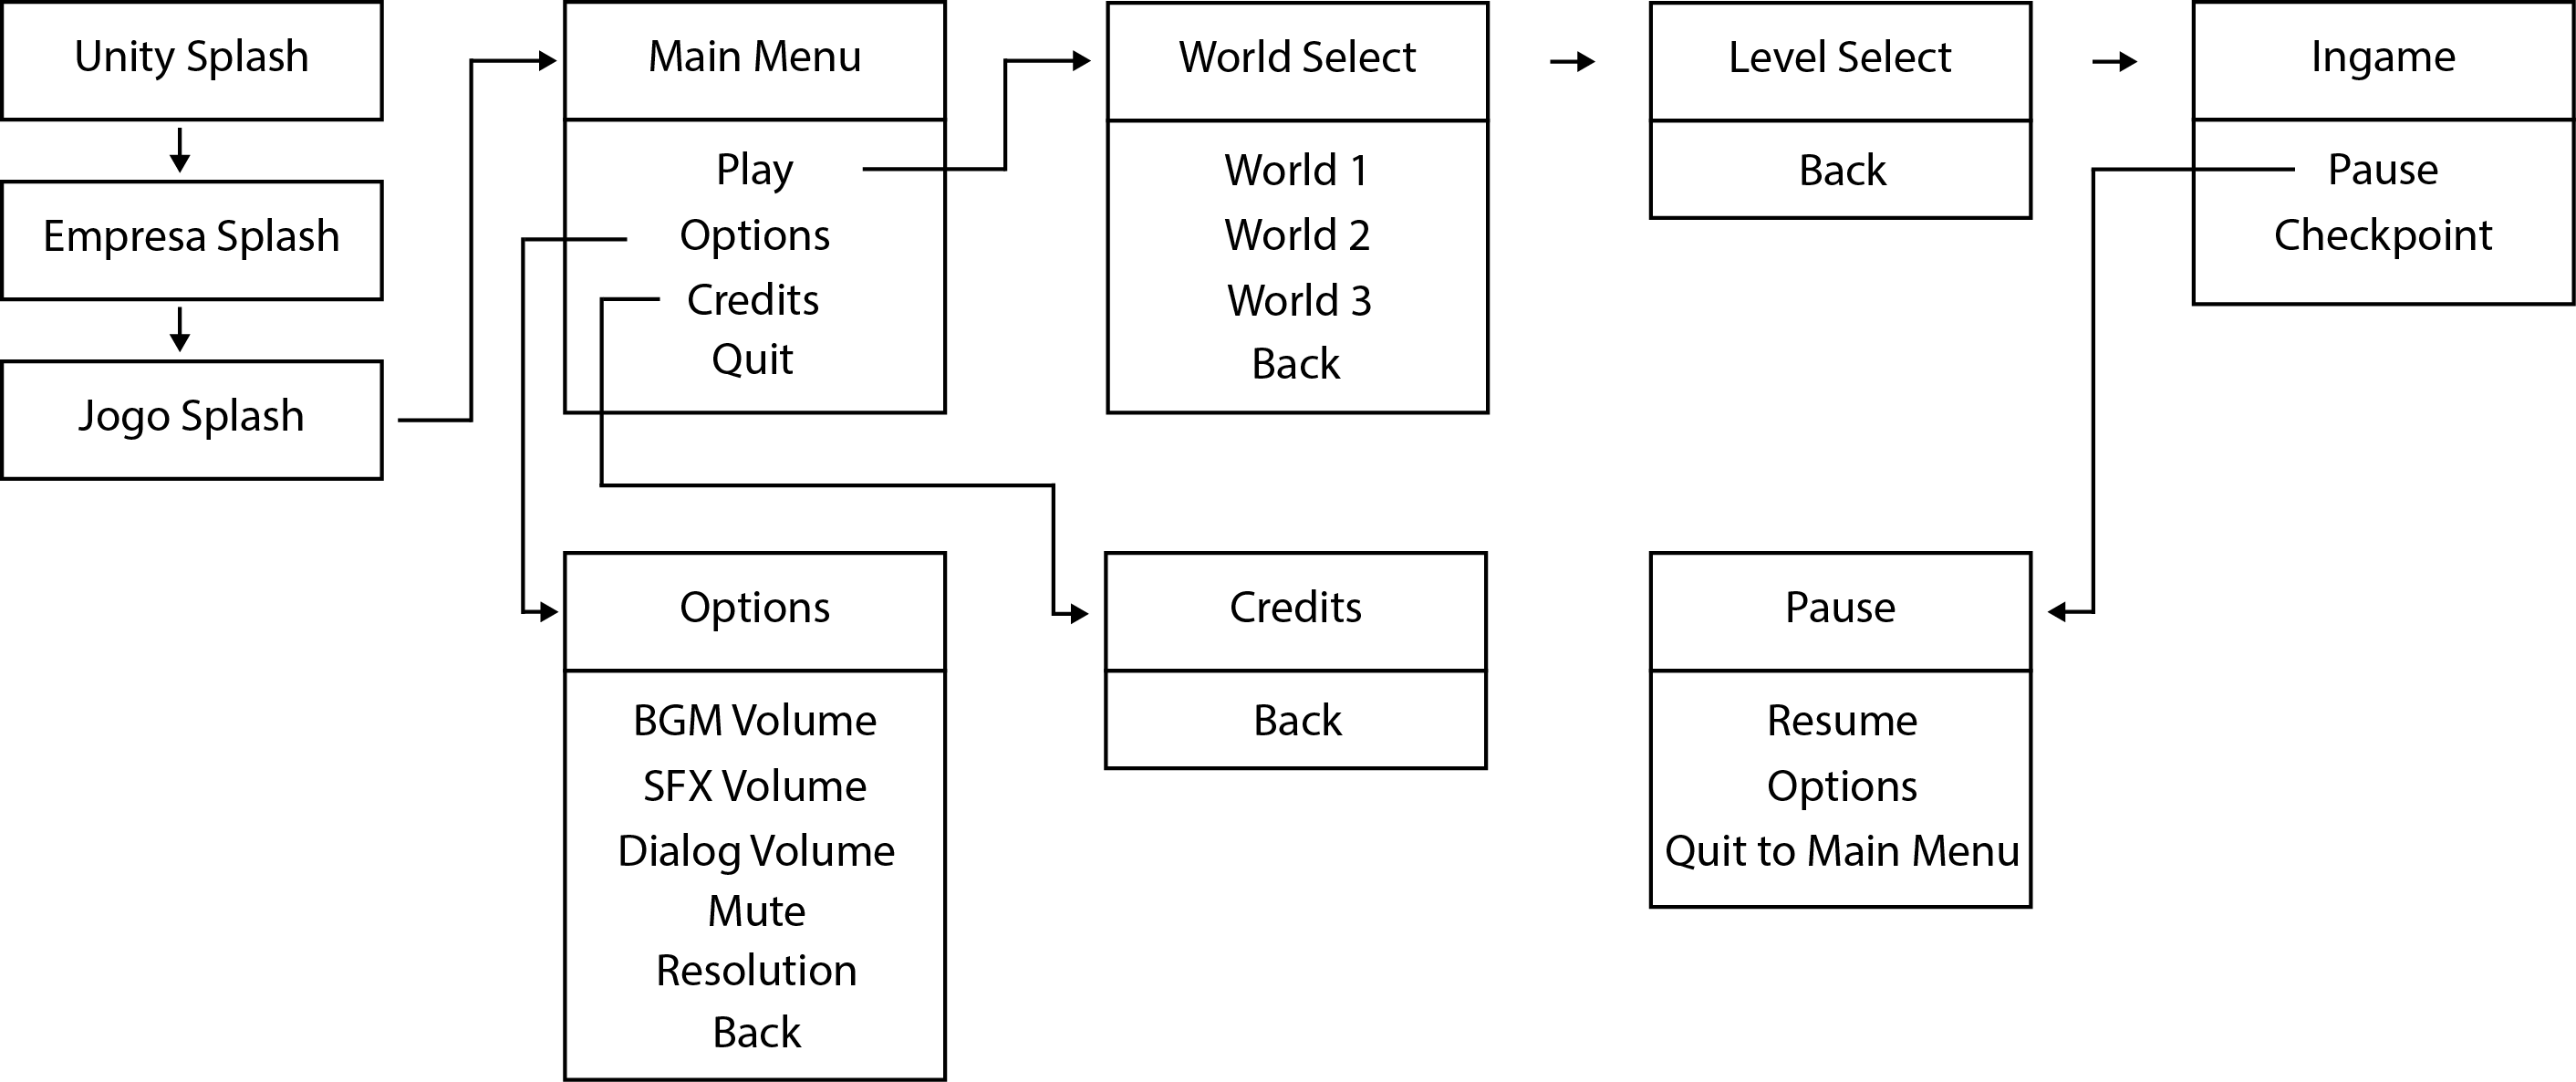 Unity Splash
Empresa Splash
Jogo Splash
Main Menu
Play
Options
Credits
Quit
World Select
World 1
World 2
World 3
Back
Level Select
Back
Ingame
Pause
Checkpoint
Options
BGM Volume
SFX Volume
Dialog Volume
Mute
Resolution
Back
Credits
Back
Pause
Resume
Options
Quit to Main Menu